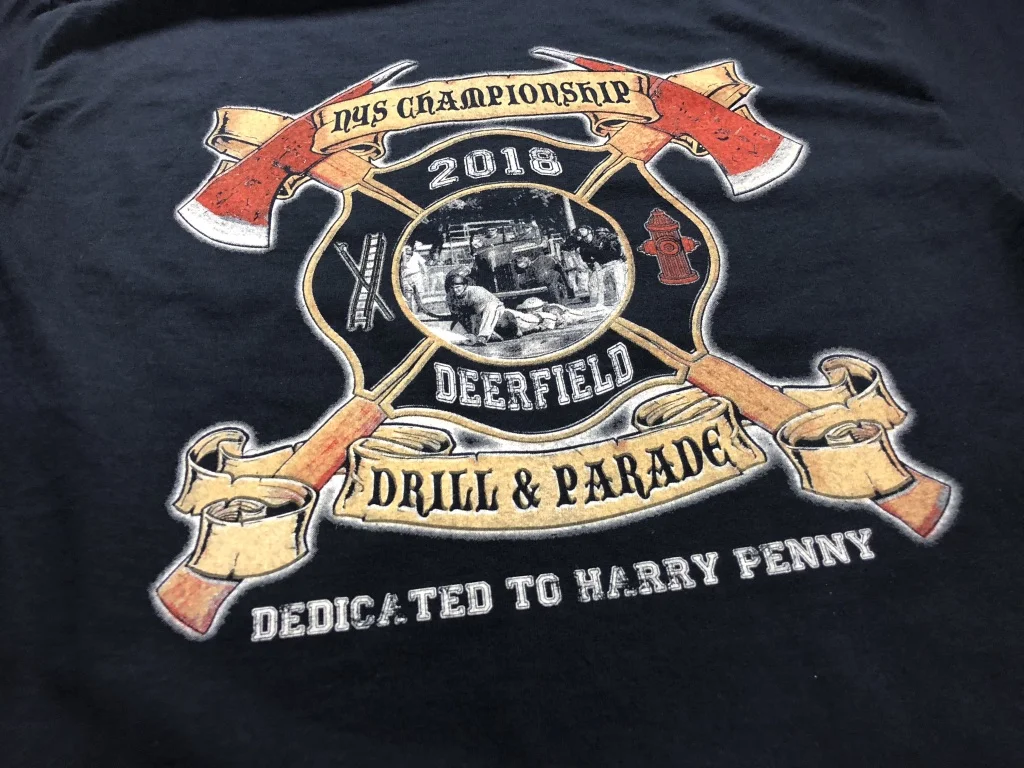 NYS CHAMPIONSHIP
2018
DEERFIELD
DRILL & PARADE
DEDICATED TO HARRY PENNY